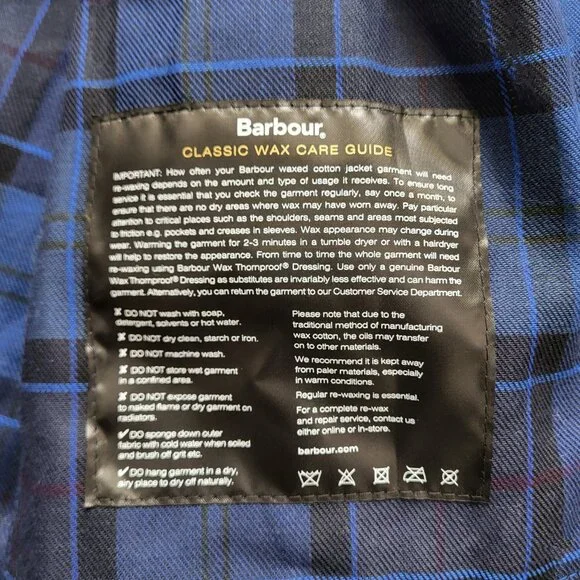 Barbour
CLASSIC WAX CARE GUIDE
IMPORTANT: How often your Barbour waxed cotton jacket garment will need
re-waxing depends on the amount and type of usage it receives. To ensure long
service it is essential that you check the garment regularly, say once a month, to
ensure that there are no dry areas where wax may have worn away. Pay particular
attention to critical places such as the shoulders, seams and areas most subjected
to friction e.g. pockets and creases in sleeves. Wax appearance may change during
wear. Warming the garment for 2-3 minutes in a tumble dryer or with a hairdryer
will help to restore the appearance. From time to time the whole garment will need
re-waxing using Barbour Wax Thornproof® Dressing. Use only a genuine Barbour
Wax Thornproof® Dressing as substitutes are invariably less effective and can harm the
garment. Alternatively, you can return the garment to our Customer Service Department.
✗ DO NOT wash with soap,
detergent, solvents or hot water.
✗ DO NOT dry clean, starch or iron.
✗ DO NOT machine wash.
✗ DO NOT store wet garment
in a confined area.
✗ DO NOT expose garment
to naked flame or dry garment on
radiators.
✓ DO sponge down outer
fabric with cold water when soiled
and brush off grit etc.
✓ DO hang garment in a dry,
airy place to dry off naturally.
Please note that due to the
traditional method of manufacturing
wax cotton, the oils may transfer
on to other materials.
We recommend it is kept away
from paler materials, especially
in warm conditions.
Regular re-waxing is essential.
For a complete re-wax
and repair service, contact us
either online or in-store.
barbour.com